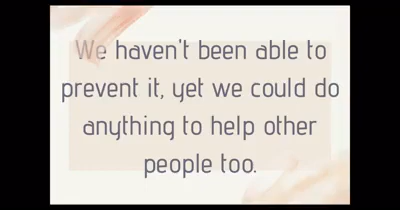 We haven't been able to
prevent it, yet we could do
anything to help other
people too.